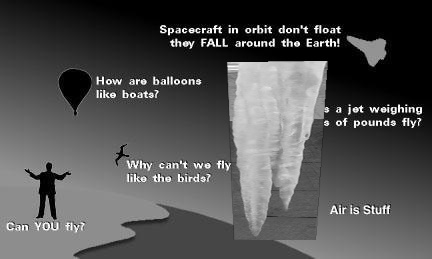 Spacecraft in orbit don't float
they FALL around the Earth!
How are balloons
like boats?
a jet weighing
of pounds fly?
Why can't we fly
like the birds?
Air is Stuff
Can YOU fly?